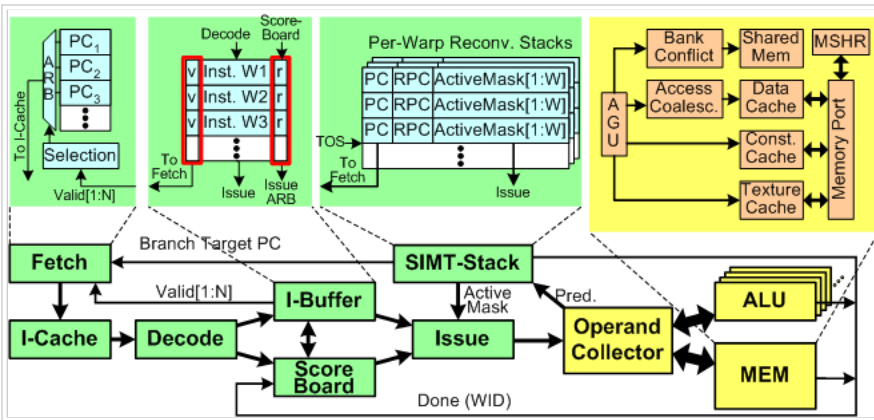 PC1
PC2
PC3
ARB
Selection
To I-Cache
Valid[1:N]
Decode
Score-
Board
v Inst. W1 r
v Inst. W2 r
v Inst. W3 r
To
Fetch
Issue
Issue
ARB
Per-Warp Reconv. Stacks
PC RPC ActiveMask[1:W]
PC RPC ActiveMask[1:W]
PC RPC ActiveMask[1:W]
TOS
To
Fetch
Issue
AGU
Bank
Conflict
Shared
Mem
MSHR
Access
Coalesc.
Data
Cache
Const.
Cache
Texture
Cache
Memory Port
Branch Target PC
Fetch
SIMT-Stack
Valid[1:N]
I-Buffer
Active
Mask
Pred.
ALU
I-Cache
Decode
Issue
Operand
Collector
Score
Board
MEM
Done (WID)